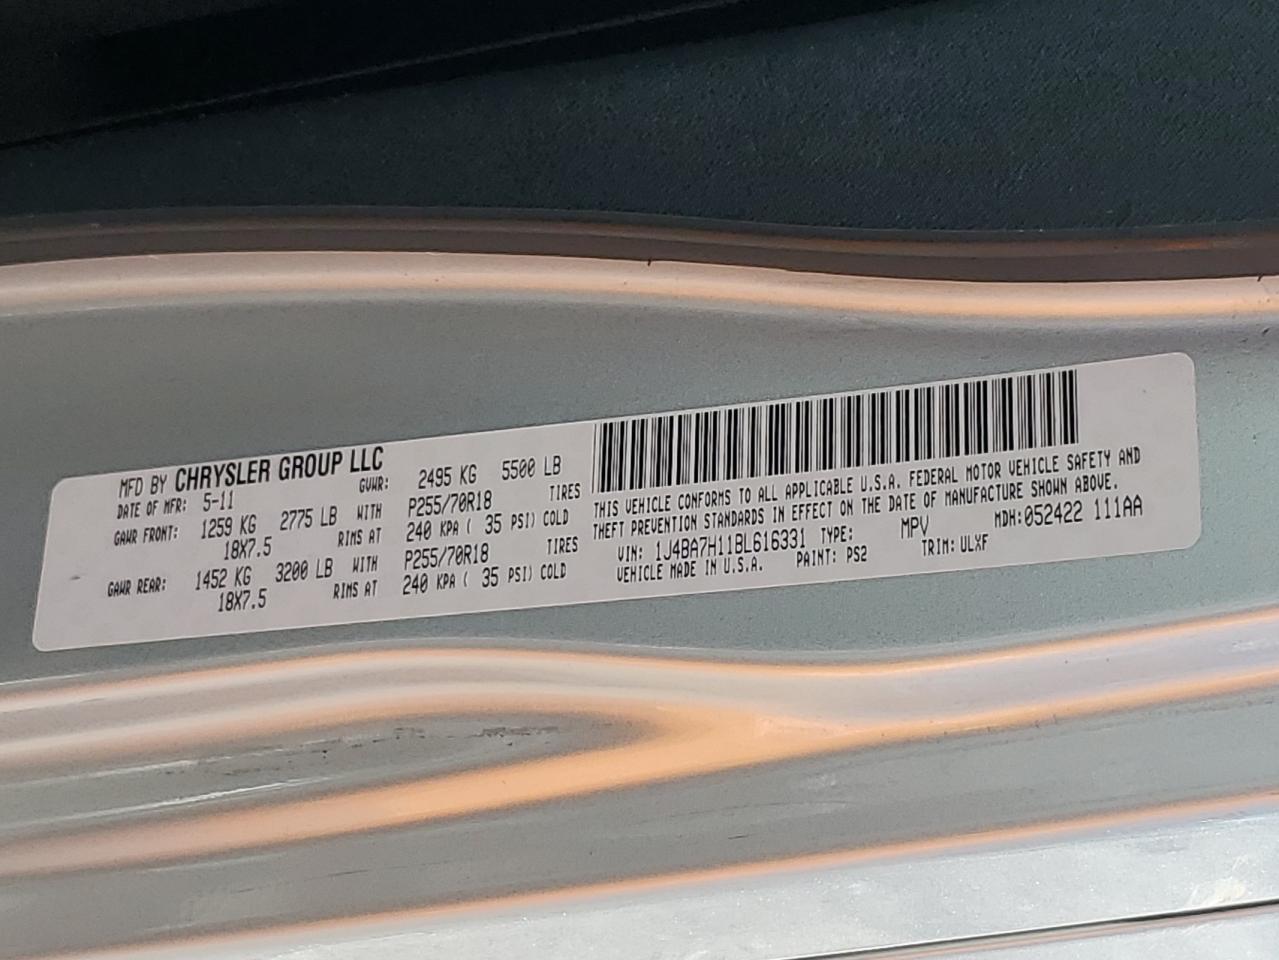 MFD BY CHRYSLER GROUP LLC
DATE OF MFR: 5-11 GVWR: 2495 KG 5500 LB
GAWR FRONT: 1259 KG 2775 LB WITH P255/70R18 TIRES
18X7.5 RIMS AT 240 KPA ( 35 PSI) COLD
GAWR REAR: 1452 KG 3200 LB WITH P255/70R18 TIRES
18X7.5 RIMS AT 240 KPA ( 35 PSI) COLD
THIS VEHICLE CONFORMS TO ALL APPLICABLE U.S.A. FEDERAL MOTOR VEHICLE SAFETY AND
THEFT PREVENTION STANDARDS IN EFFECT ON THE DATE OF MANUFACTURE SHOWN ABOVE.
VIN: 1J4BA7H11BL616331 TYPE: MPV MDH:052422 111AA
VEHICLE MADE IN U.S.A. PAINT: PS2 TRIM: ULXF